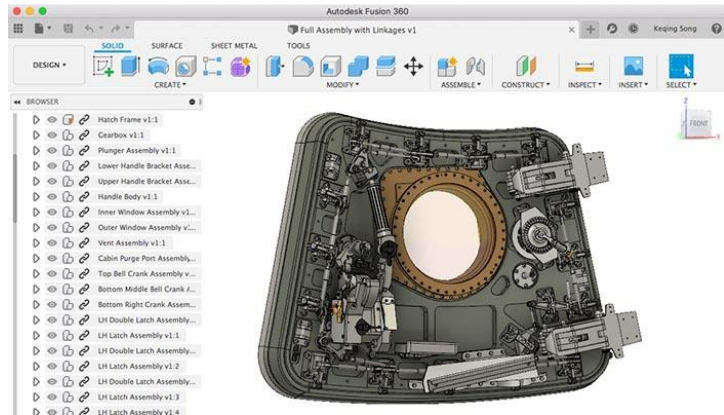 Autodesk Fusion 360
Full Assembly with Linkages v1
Keqing Song
SOLID SURFACE SHEET METAL TOOLS
DESIGN
CREATE MODIFY ASSEMBLE CONSTRUCT INSPECT INSERT SELECT
BROWSER
Z
FRONT
X
Hatch Frame v1:1
Gearbox v1:1
Plunger Assembly v1:1
Lower Handle Bracket Asse...
Upper Handle Bracket Asse...
Handle Body v1:1
Inner Window Assembly v1...
Outer Window Assembly v...
Vent Assembly v1:1
Cabin Purge Port Assembly...
Top Bell Crank Assembly v...
Bottom Middle Bell Crank A...
Bottom Right Crank Assem...
LH Double Latch Assembly...
LH Latch Assembly v1:1
LH Double Latch Assembly...
LH Latch Assembly v1:2
LH Double Latch Assembly...
LH Latch Assembly v1:3
LH Double Latch Assembly...
LH Latch Assembly v1:4